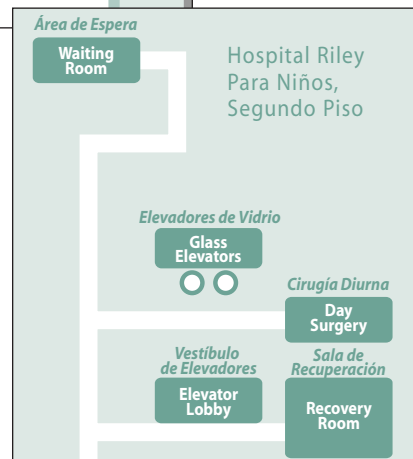 Área de Espera
Waiting
Room
Hospital Riley
Para Niños,
Segundo Piso
Elevadores de Vidrio
Glass
Elevators
Cirugía Diurna
Day
Surgery
Vestíbulo
de Elevadores
Elevator
Lobby
Sala de
Recuperación
Recovery
Room